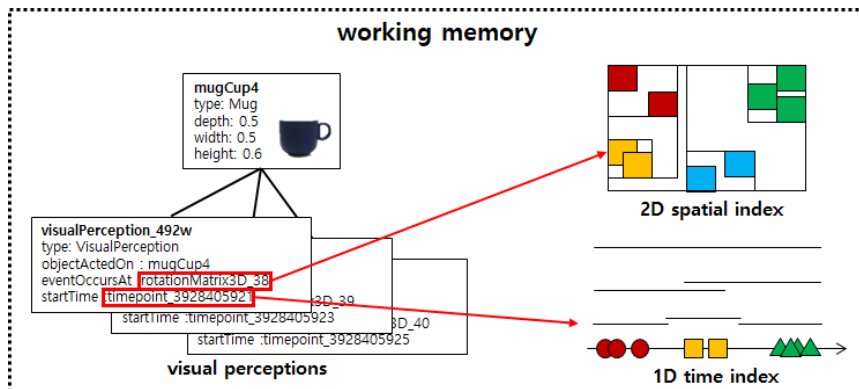 working memory
mugCup4
type: Mug
depth: 0.5
width: 0.5
height: 0.6
visualPerception_492w
type: VisualPerception
objectActedOn : mugCup4
eventOccursAt rotationMatrix3D_38
startTime :timepoint_3928405921
3D_39
startTime :timepoint_3928405923
3D_40
startTime :timepoint_3928405925
visual perceptions
2D spatial index
1D time index